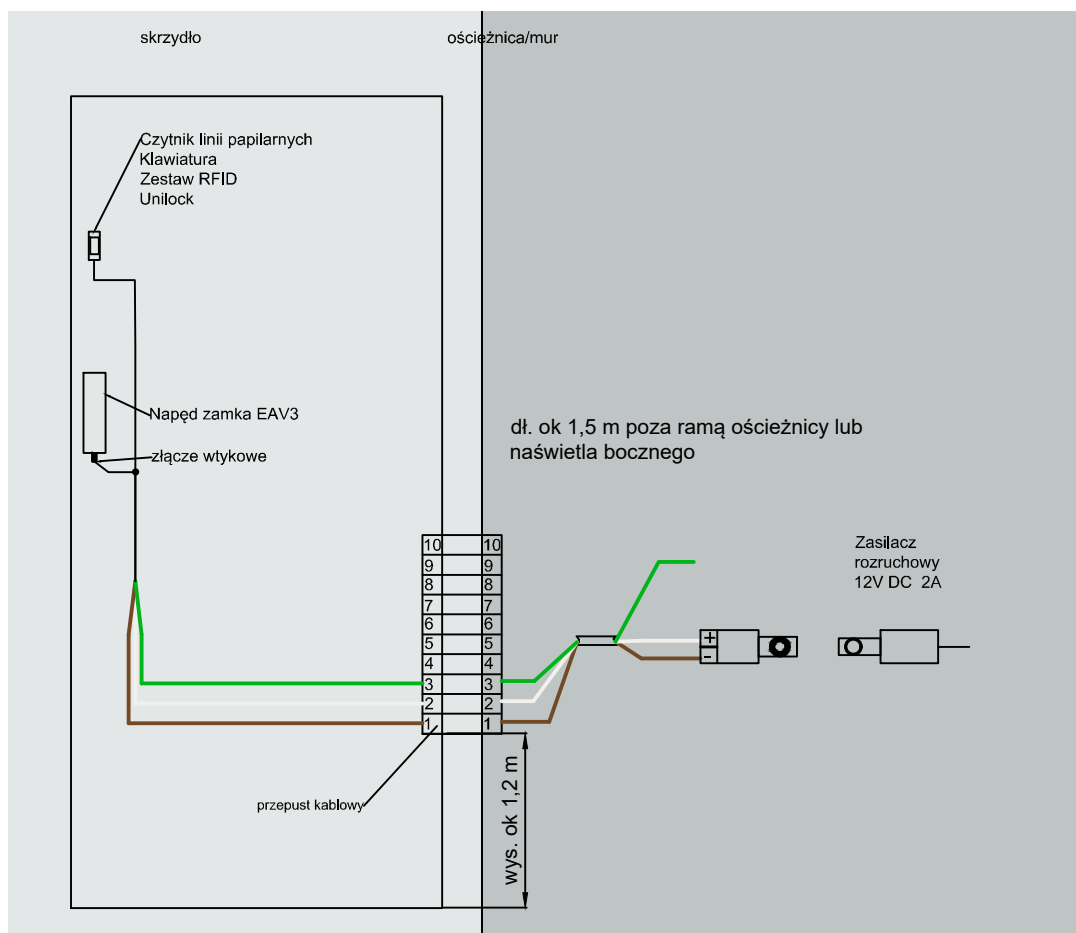 skrzydło
ościeżnica/mur
Czytnik linii papilarnych
Klawiatura
Zestaw RFID
Unilock
Napęd zamka EAV3
złącze wtykowe
dł. ok 1,5 m poza ramą ościeżnicy lub
naświetla bocznego
10 10
9 9
8 8
7 7
6 6
5 5
4 4
3 3
2 2
1 1
Zasilacz
rozruchowy
12V DC 2A
+
-
przepust kablowy
wys. ok 1,2 m